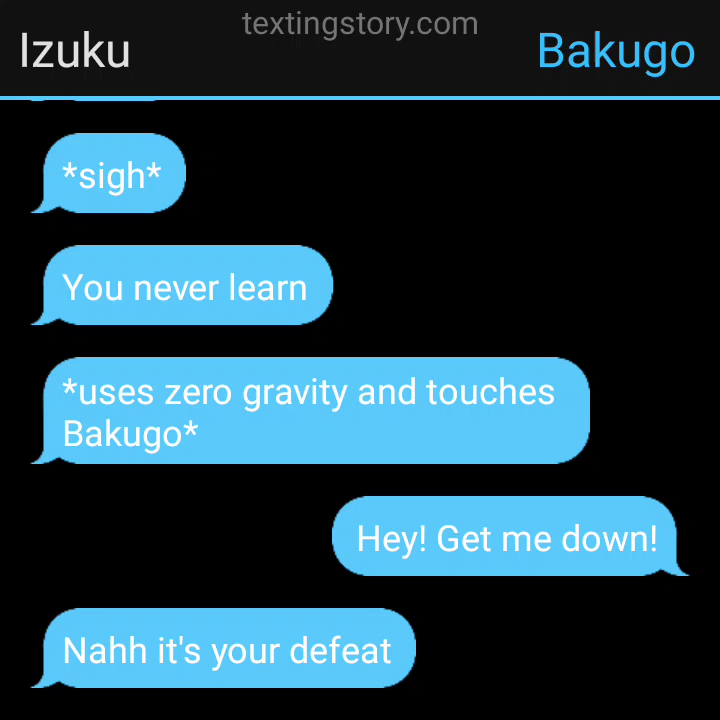 textingstory.com
Izuku
Bakugo
*sigh*
You never learn
*uses zero gravity and touches
Bakugo*
Hey! Get me down!
Nahh it's your defeat